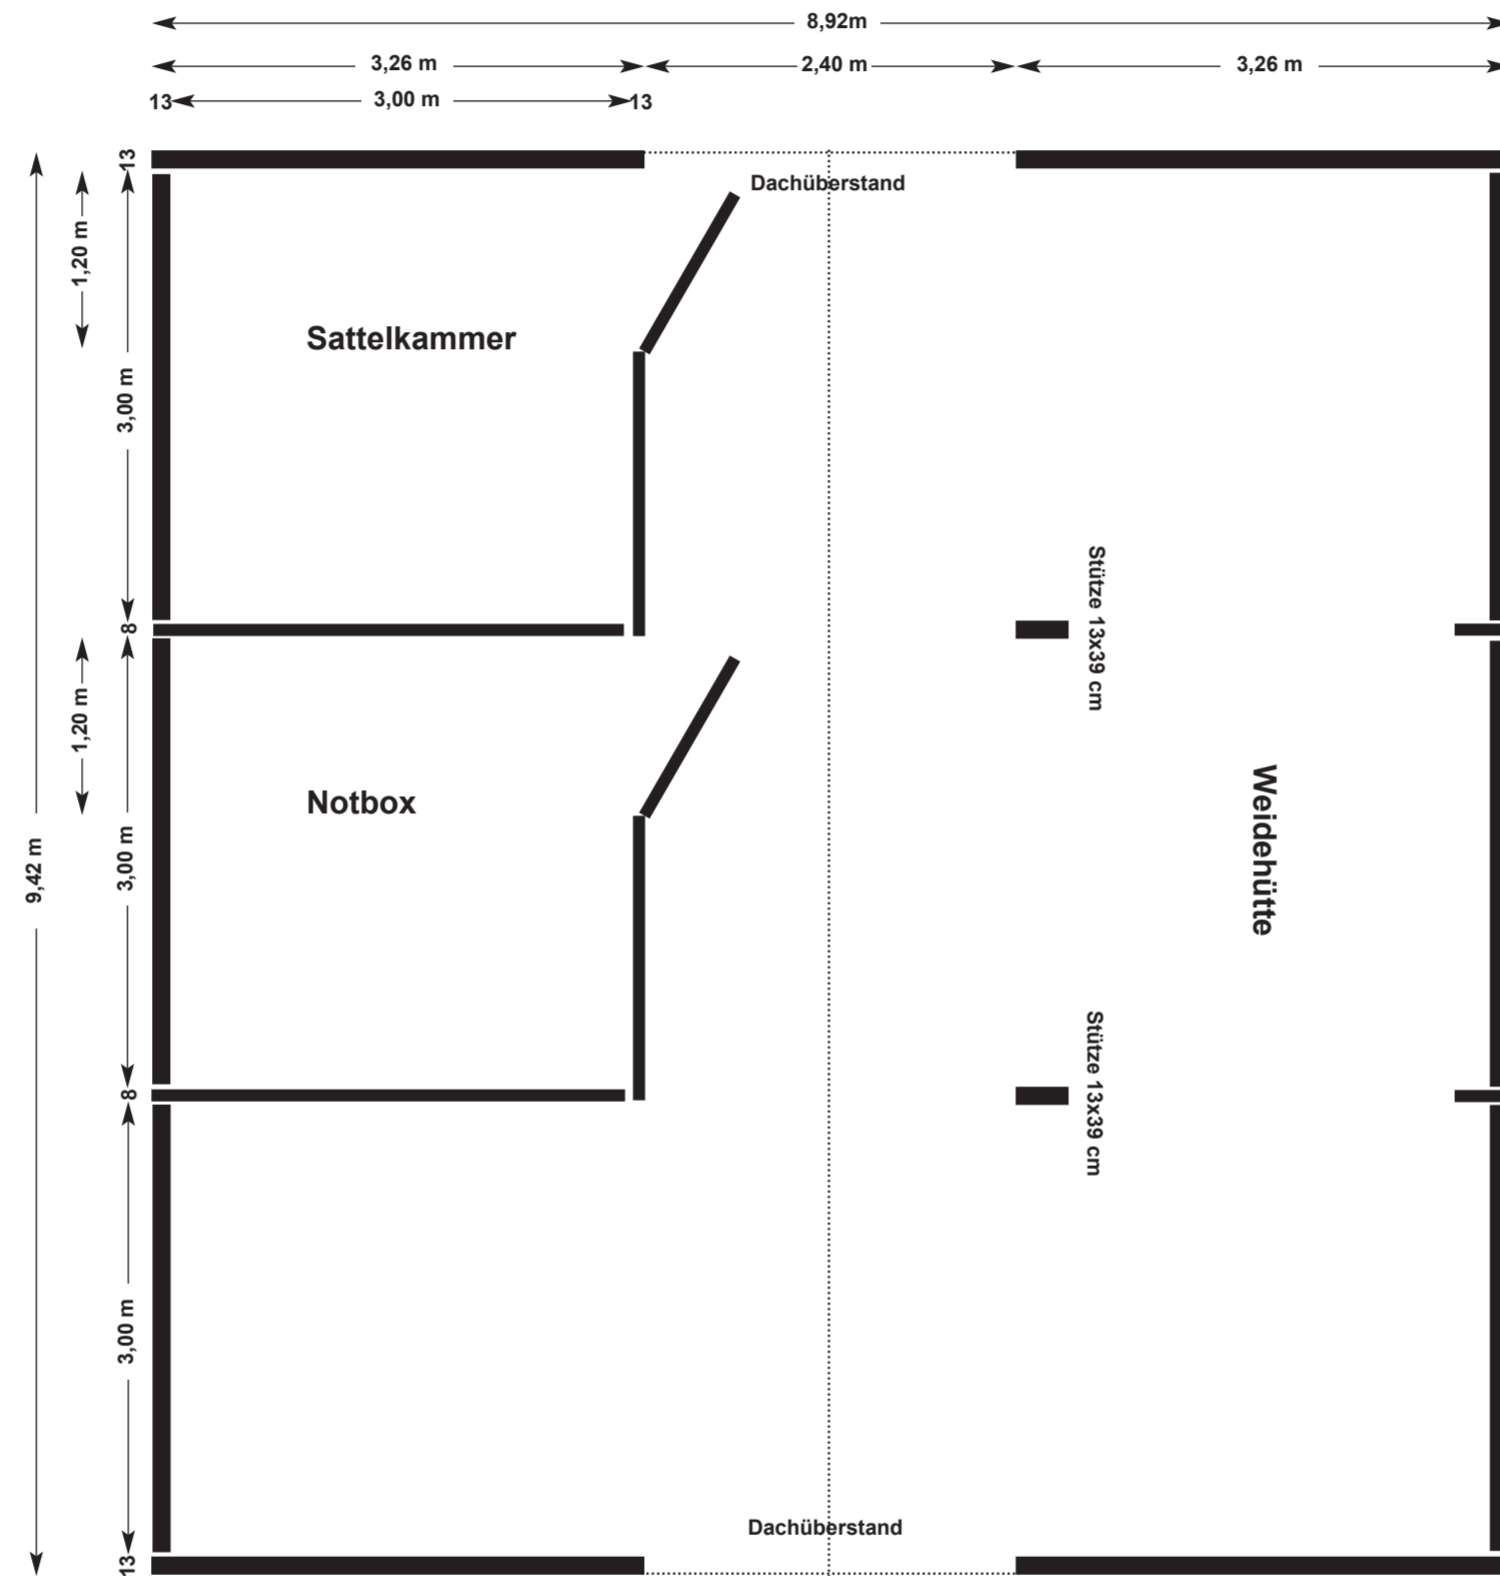 8,92m
3,26 m
2,40 m
3,26 m
13
3,00 m
13
13
Dachüberstand
1,20 m
3,00 m
Sattelkammer
Stütze 13x39 cm
8
1,20 m
3,00 m
Notbox
Weidehütte
9,42 m
Stütze 13x39 cm
8
3,00 m
Dachüberstand
13